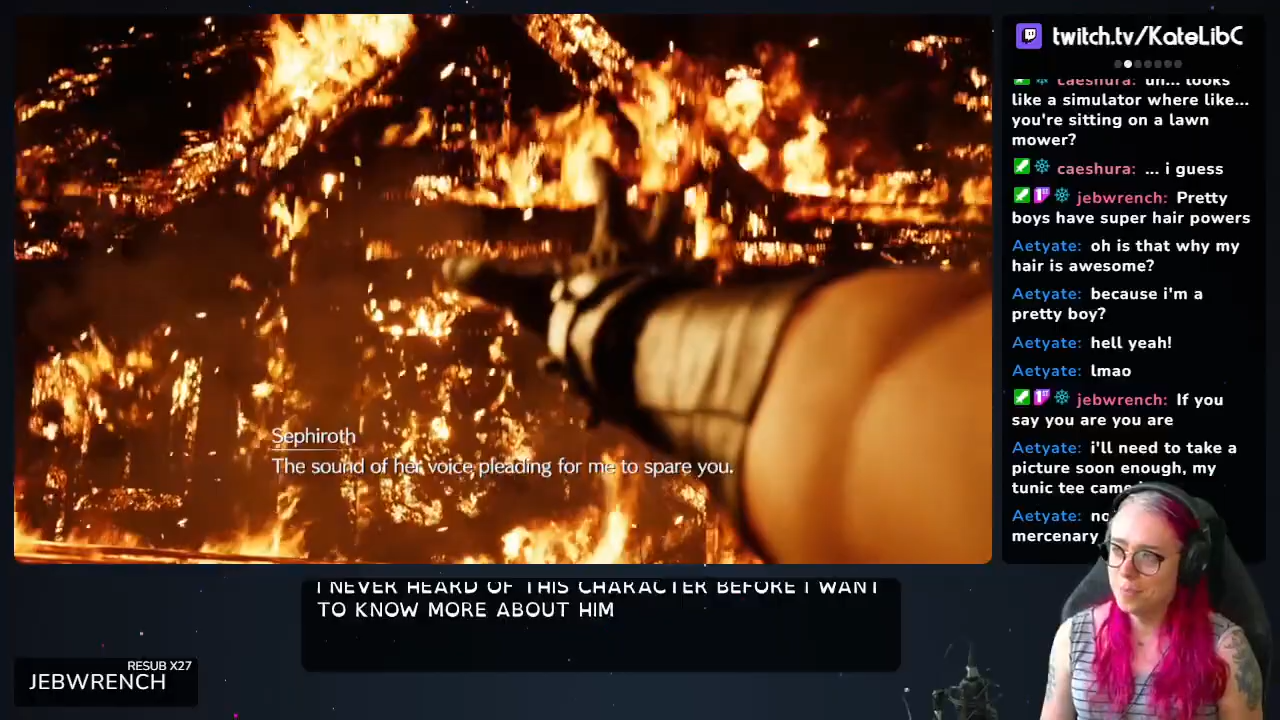 twitch.tv/KateLibC
caeshura: uh... looks
like a simulator where like...
you're sitting on a lawn
mower?
caeshura: ... i guess
jebwrench: Pretty
boys have super hair powers
Aetyate: oh is that why my
hair is awesome?
Aetyate: because i'm a
pretty boy?
Aetyate: hell yeah!
Aetyate: lmao
jebwrench: If you
say you are you are
Aetyate: i'll need to take a
picture soon enough, my
tunic tee came
Aetyate:
mercenary
Sephiroth
The sound of her voice pleading for me to spare you.
I NEVER HEARD OF THIS CHARACTER BEFORE I WANT
TO KNOW MORE ABOUT HIM
RESUB X27
JEBWRENCH